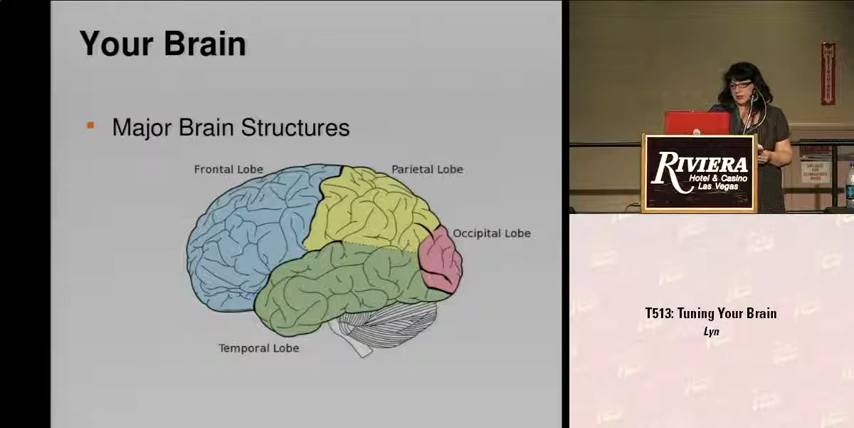 Your Brain
Major Brain Structures
Frontal Lobe
Parietal Lobe
Occipital Lobe
Temporal Lobe
RIVIERA
Hotel & Casino
Las Vegas
T513: Tuning Your Brain
Lyn